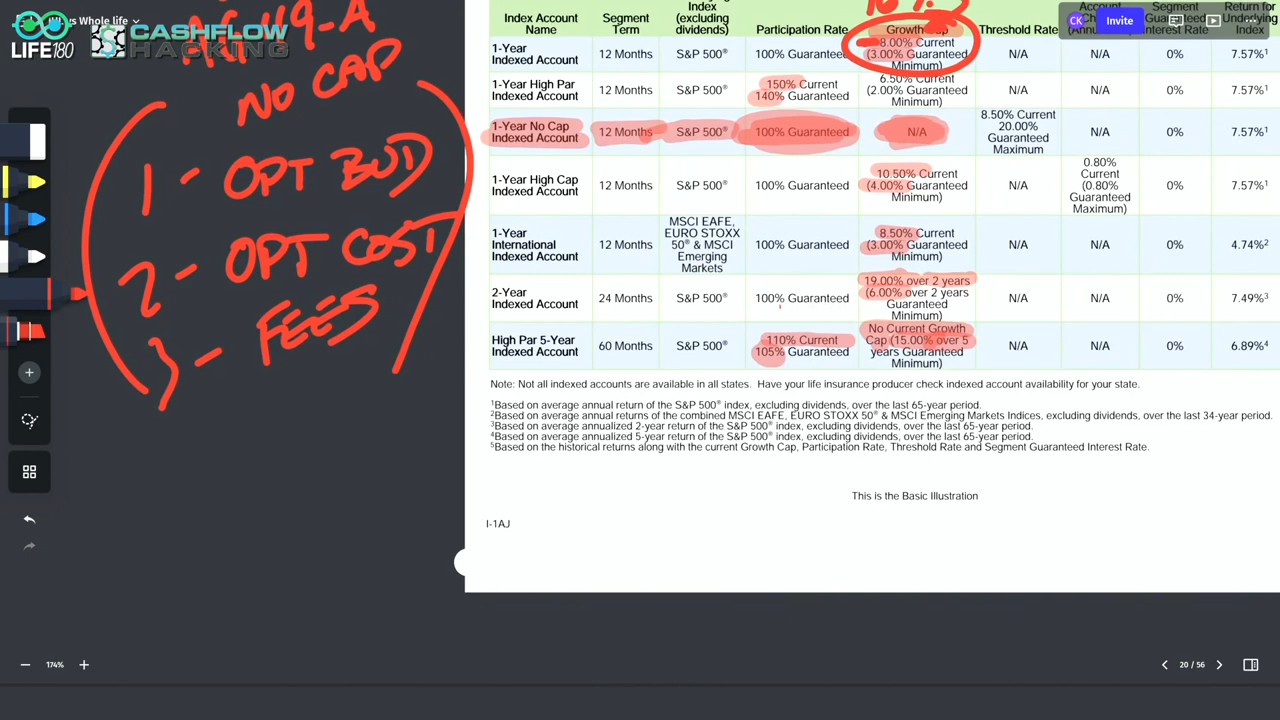 Whole life
LIFE180
CASHFLOW
HACKING
NO CAP
1 - OPT BUD
2 - OPT COST
3 - FEES
CK
Invite
Index Account
Name
Segment
Term
Index
(excluding
dividends)
Participation Rate
Growth Cap
Threshold Rate
Interest Rate
Return for
Underlying
Index
1-Year
Indexed Account
12 Months
S&P 500®
100% Guaranteed
8.00% Current
(3.00% Guaranteed
Minimum)
N/A
N/A
0%
7.57%1
1-Year High Par
Indexed Account
12 Months
S&P 500®
150% Current
140% Guaranteed
6.50% Current
(2.00% Guaranteed
Minimum)
N/A
N/A
0%
7.57%1
1-Year No Cap
Indexed Account
12 Months
S&P 500®
100% Guaranteed
N/A
8.50% Current
20.00%
Guaranteed
Maximum
N/A
0%
7.57%1
1-Year High Cap
Indexed Account
12 Months
S&P 500®
100% Guaranteed
10.50% Current
(4.00% Guaranteed
Minimum)
N/A
0.80%
Current
(0.80%
Guaranteed
Maximum)
0%
7.57%1
1-Year
International
Indexed Account
12 Months
MSCI EAFE,
EURO STOXX
50® & MSCI
Emerging
Markets
100% Guaranteed
8.50% Current
(3.00% Guaranteed
Minimum)
N/A
N/A
0%
4.74%2
2-Year
Indexed Account
24 Months
S&P 500®
100% Guaranteed
19.00% over 2 years
(6.00% over 2 years
Guaranteed
Minimum)
N/A
N/A
0%
7.49%3
High Par 5-Year
Indexed Account
60 Months
S&P 500®
110% Current
105% Guaranteed
No Current Growth
Cap (15.00% over 5
years Guaranteed
Minimum)
N/A
N/A
0%
6.89%4
Note: Not all indexed accounts are available in all states. Have your life insurance producer check indexed account availability for your state.
1Based on average annual return of the S&P 500® index, excluding dividends, over the last 65-year period.
2Based on average annual returns of the combined MSCI EAFE, EURO STOXX 50® & MSCI Emerging Markets Indices, excluding dividends, over the last 34-year period.
3Based on average annualized 2-year return of the S&P 500® index, excluding dividends, over the last 65-year period.
4Based on average annualized 5-year return of the S&P 500® index, excluding dividends, over the last 65-year period.
5Based on the historical returns along with the current Growth Cap, Participation Rate, Threshold Rate and Segment Guaranteed Interest Rate.
This is the Basic Illustration
I-1AJ
174%
20 / 56